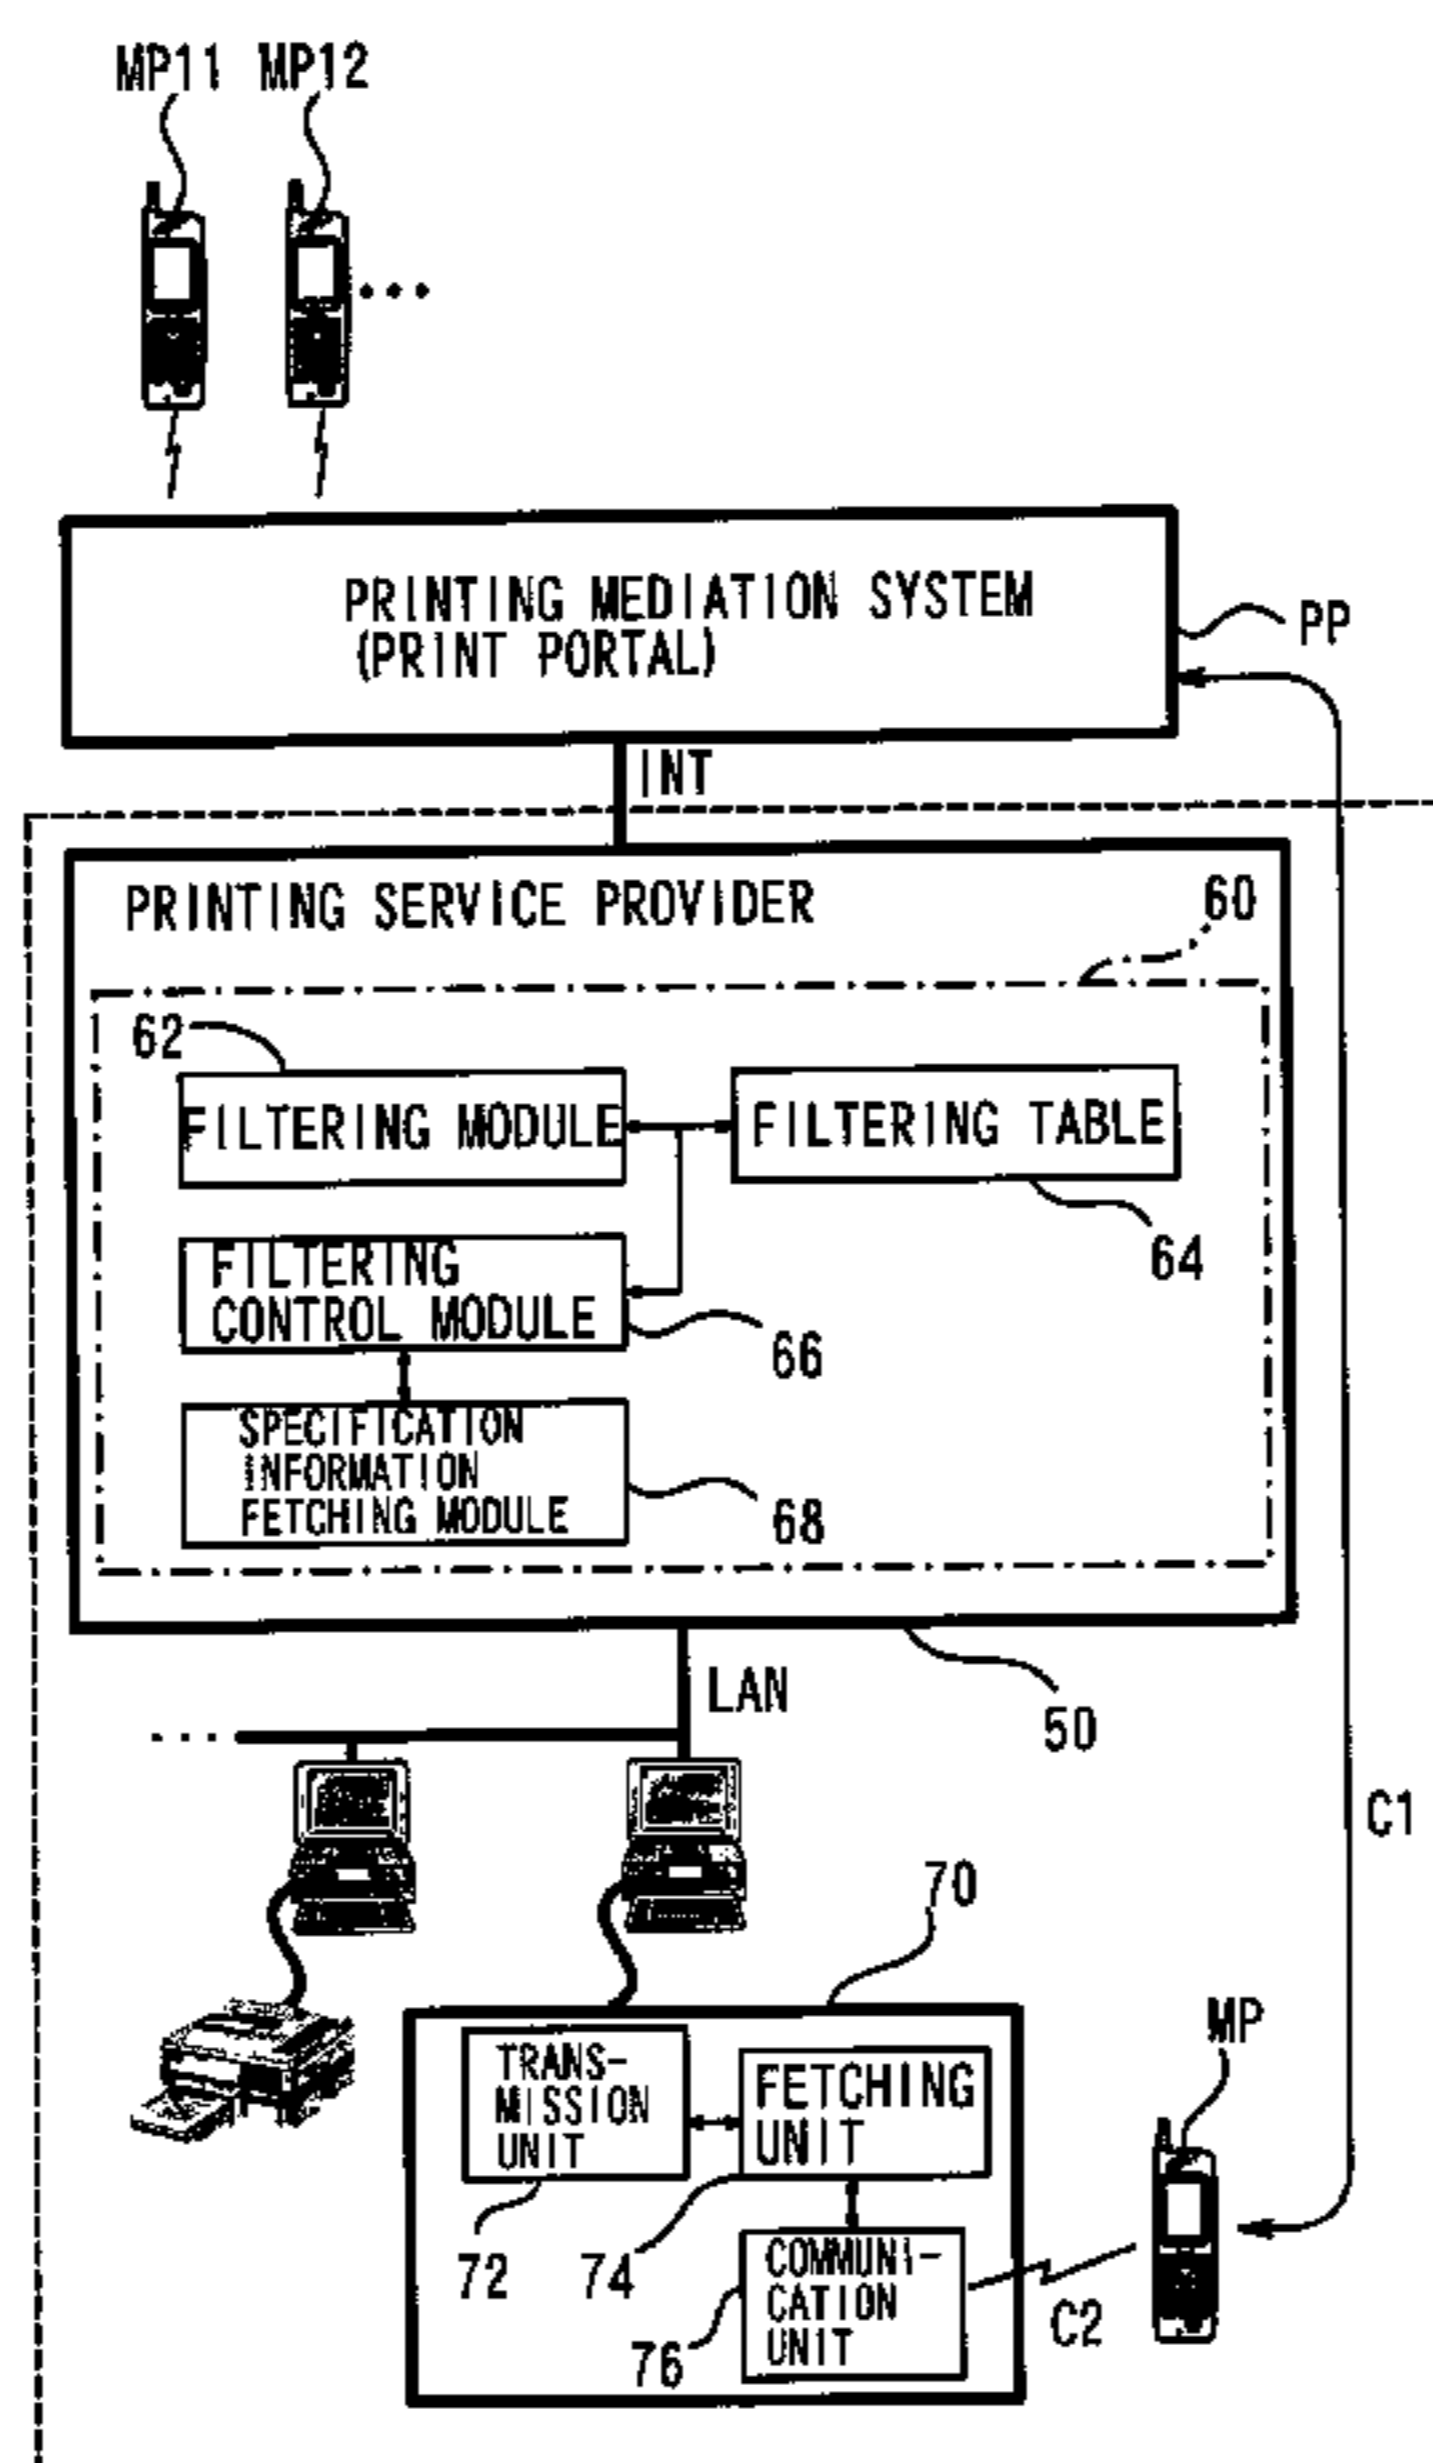 MP11 MP12
PRINTING MEDIATION SYSTEM
(PRINT PORTAL)
PP
INT
PRINTING SERVICE PROVIDER
60
62
FILTERING MODULE
FILTERING TABLE
64
FILTERING
CONTROL MODULE
66
SPECIFICATION
INFORMATION
FETCHING MODULE
68
LAN
50
C1
70
MP
TRANS-
MISSION
UNIT
FETCHING
UNIT
72
74
COMMUNI-
CATION
UNIT
76
C2